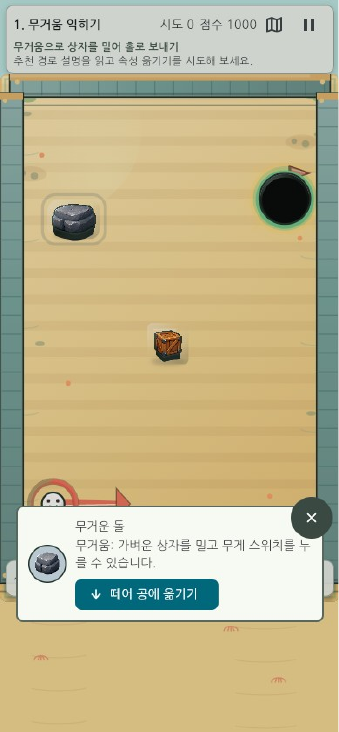 1. 무거움 익히기
시도 0 점수 1000
무거움으로 상자를 밀어 홀로 보내기
추천 경로 설명을 읽고 속성 옮기기를 시도해 보세요.
무거운 돌
무거움: 가벼운 상자를 밀고 무게 스위치를 누
를 수 있습니다.
떼어 공에 옮기기